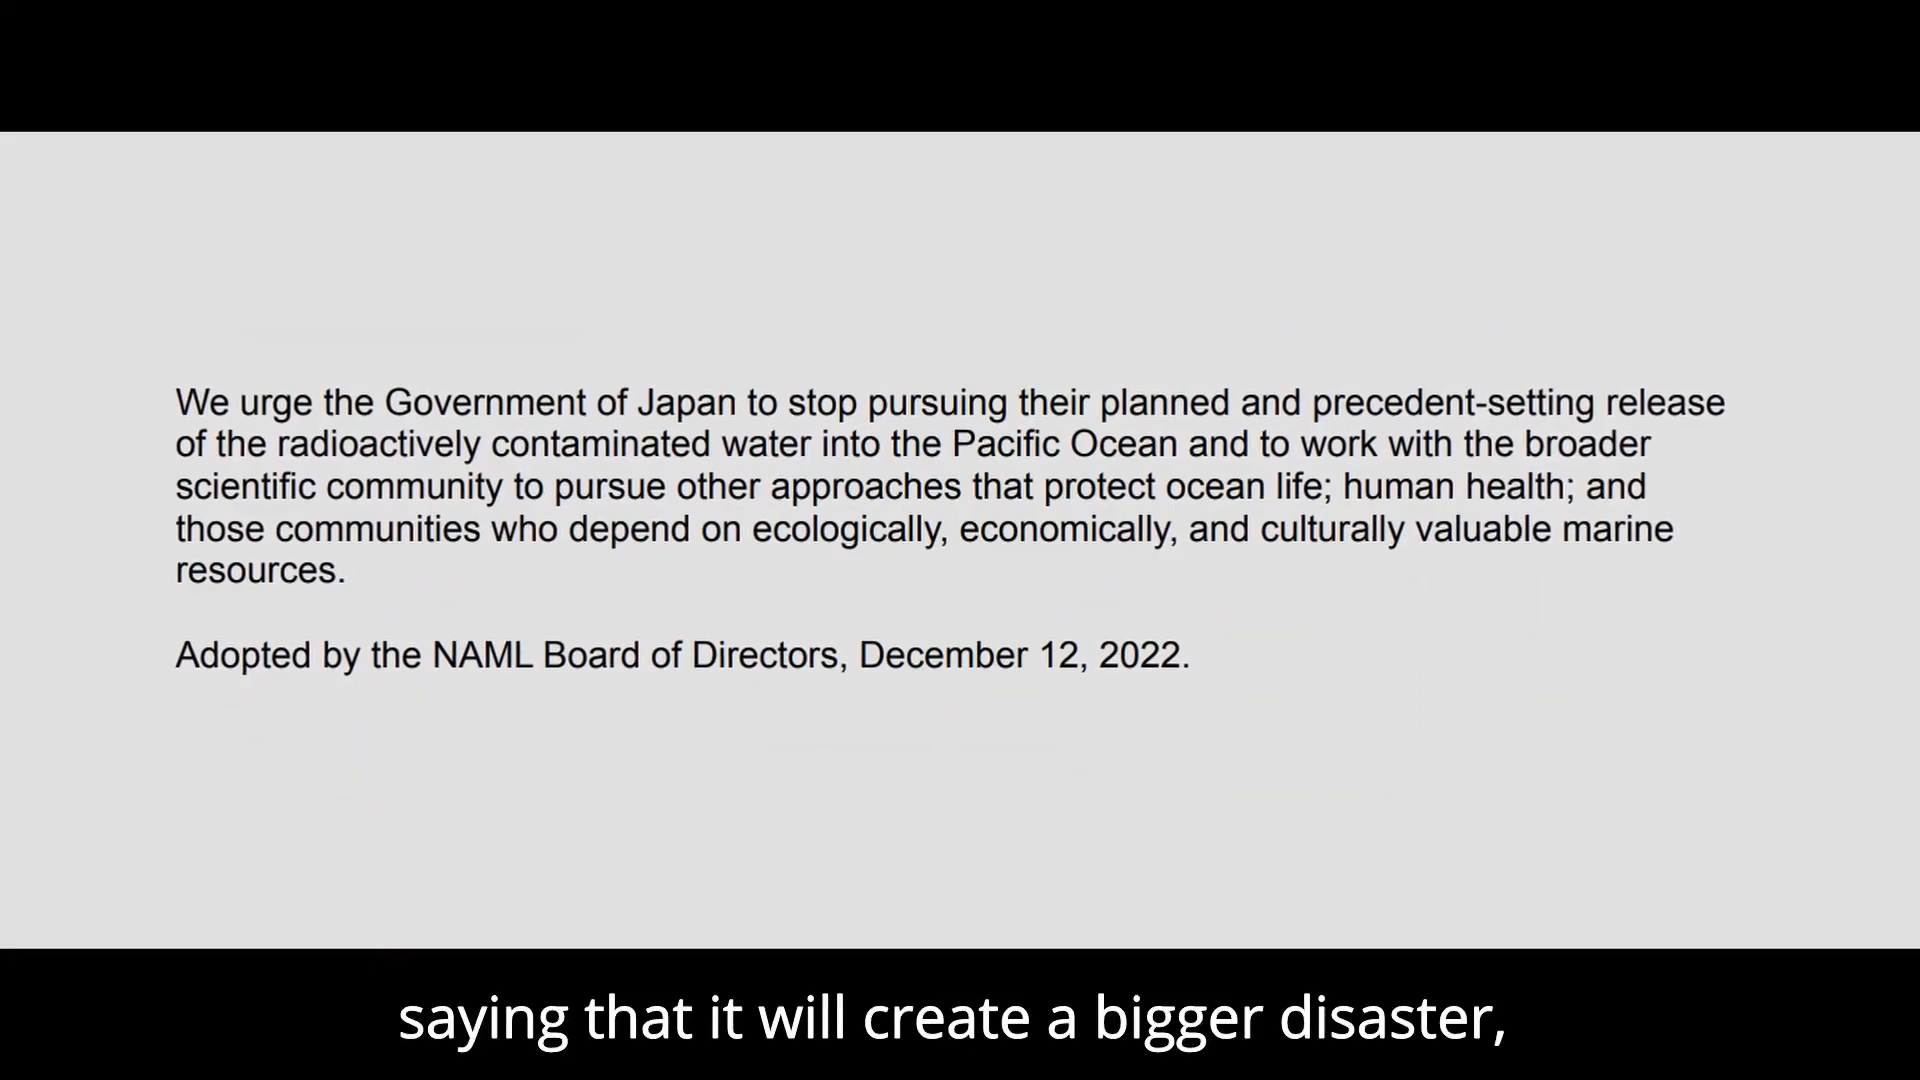 We urge the Government of Japan to stop pursuing their planned and precedent-setting release
of the radioactively contaminated water into the Pacific Ocean and to work with the broader
scientific community to pursue other approaches that protect ocean life; human health; and
those communities who depend on ecologically, economically, and culturally valuable marine
resources.
Adopted by the NAML Board of Directors, December 12, 2022.
saying that it will create a bigger disaster,